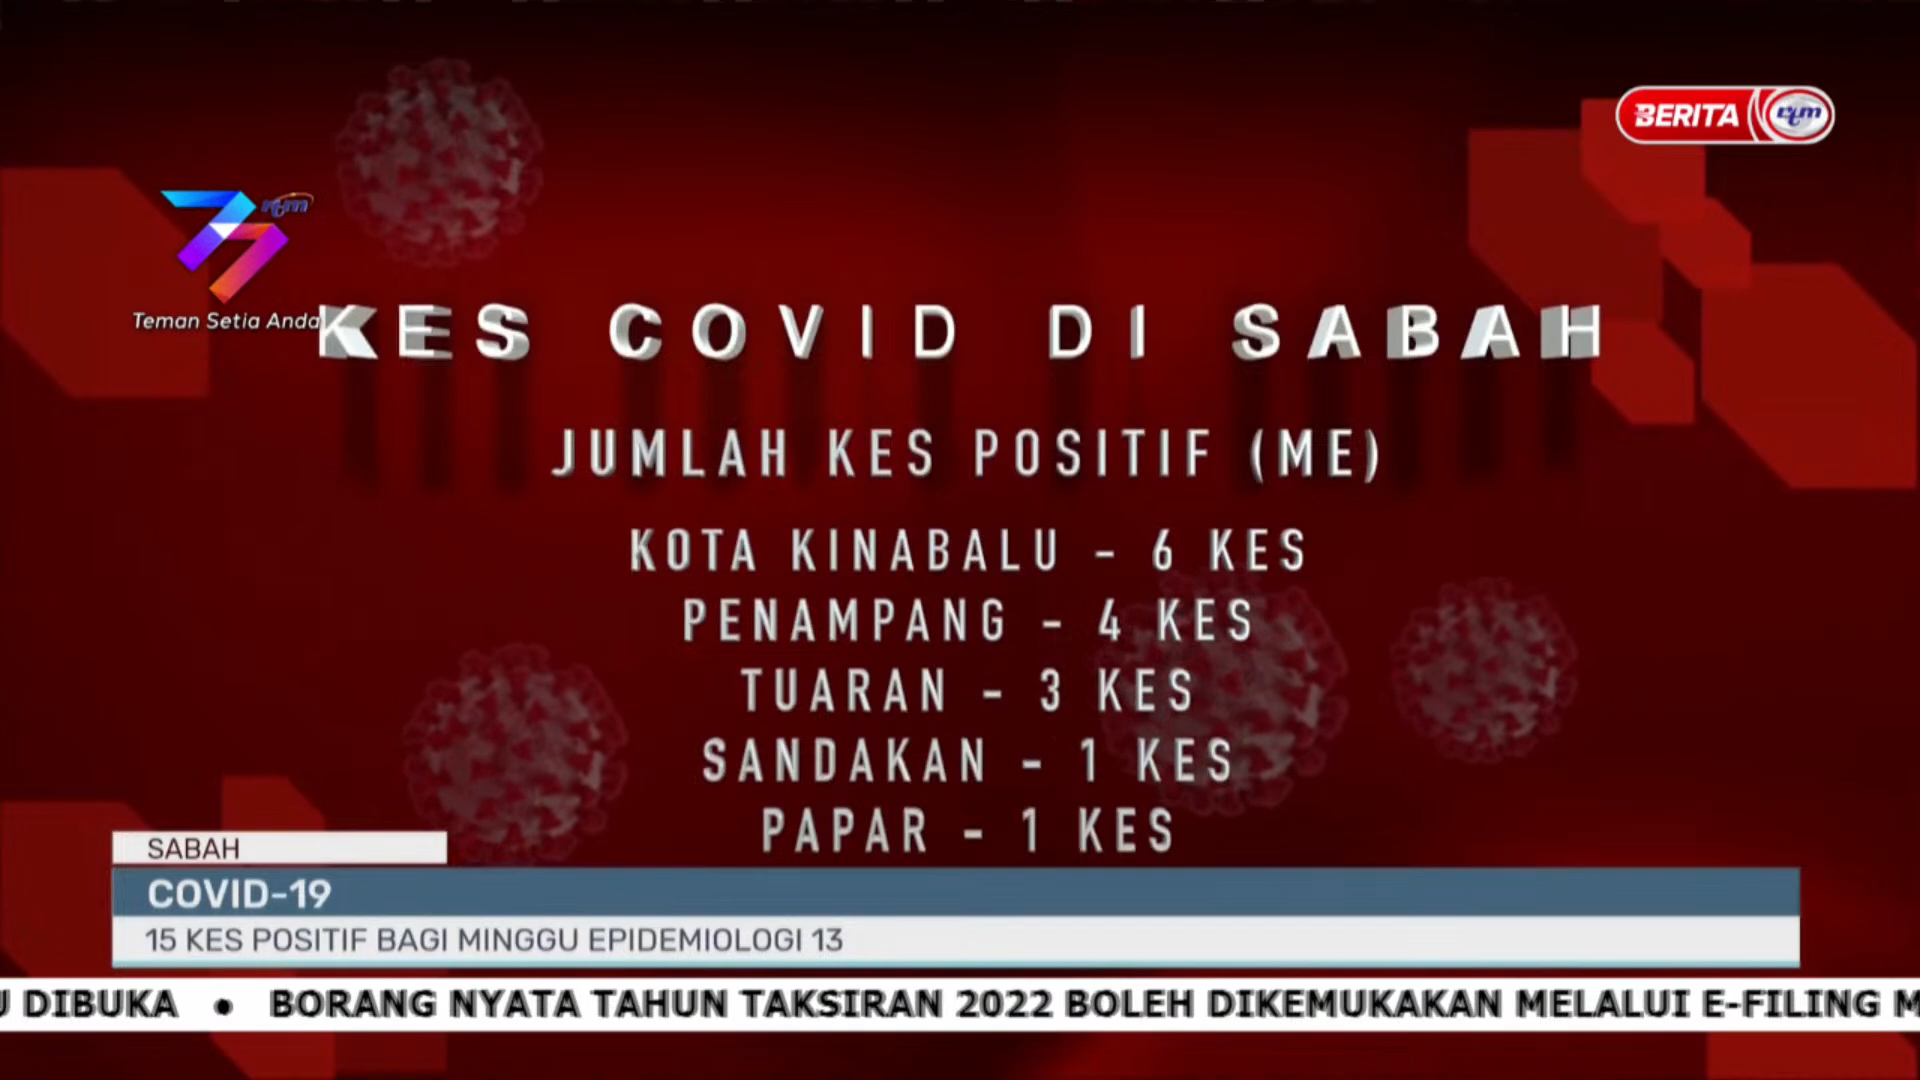 BERITA rtm
rtm
Teman Setia Anda
KES COVID DI SABAH
JUMLAH KES POSITIF (ME)
KOTA KINABALU - 6 KES
PENAMPANG - 4 KES
TUARAN - 3 KES
SANDAKAN - 1 KES
PAPAR - 1 KES
SABAH
COVID-19
15 KES POSITIF BAGI MINGGU EPIDEMIOLOGI 13
U DIBUKA • BORANG NYATA TAHUN TAKSIRAN 2022 BOLEH DIKEMUKAKAN MELALUI E-FILING M